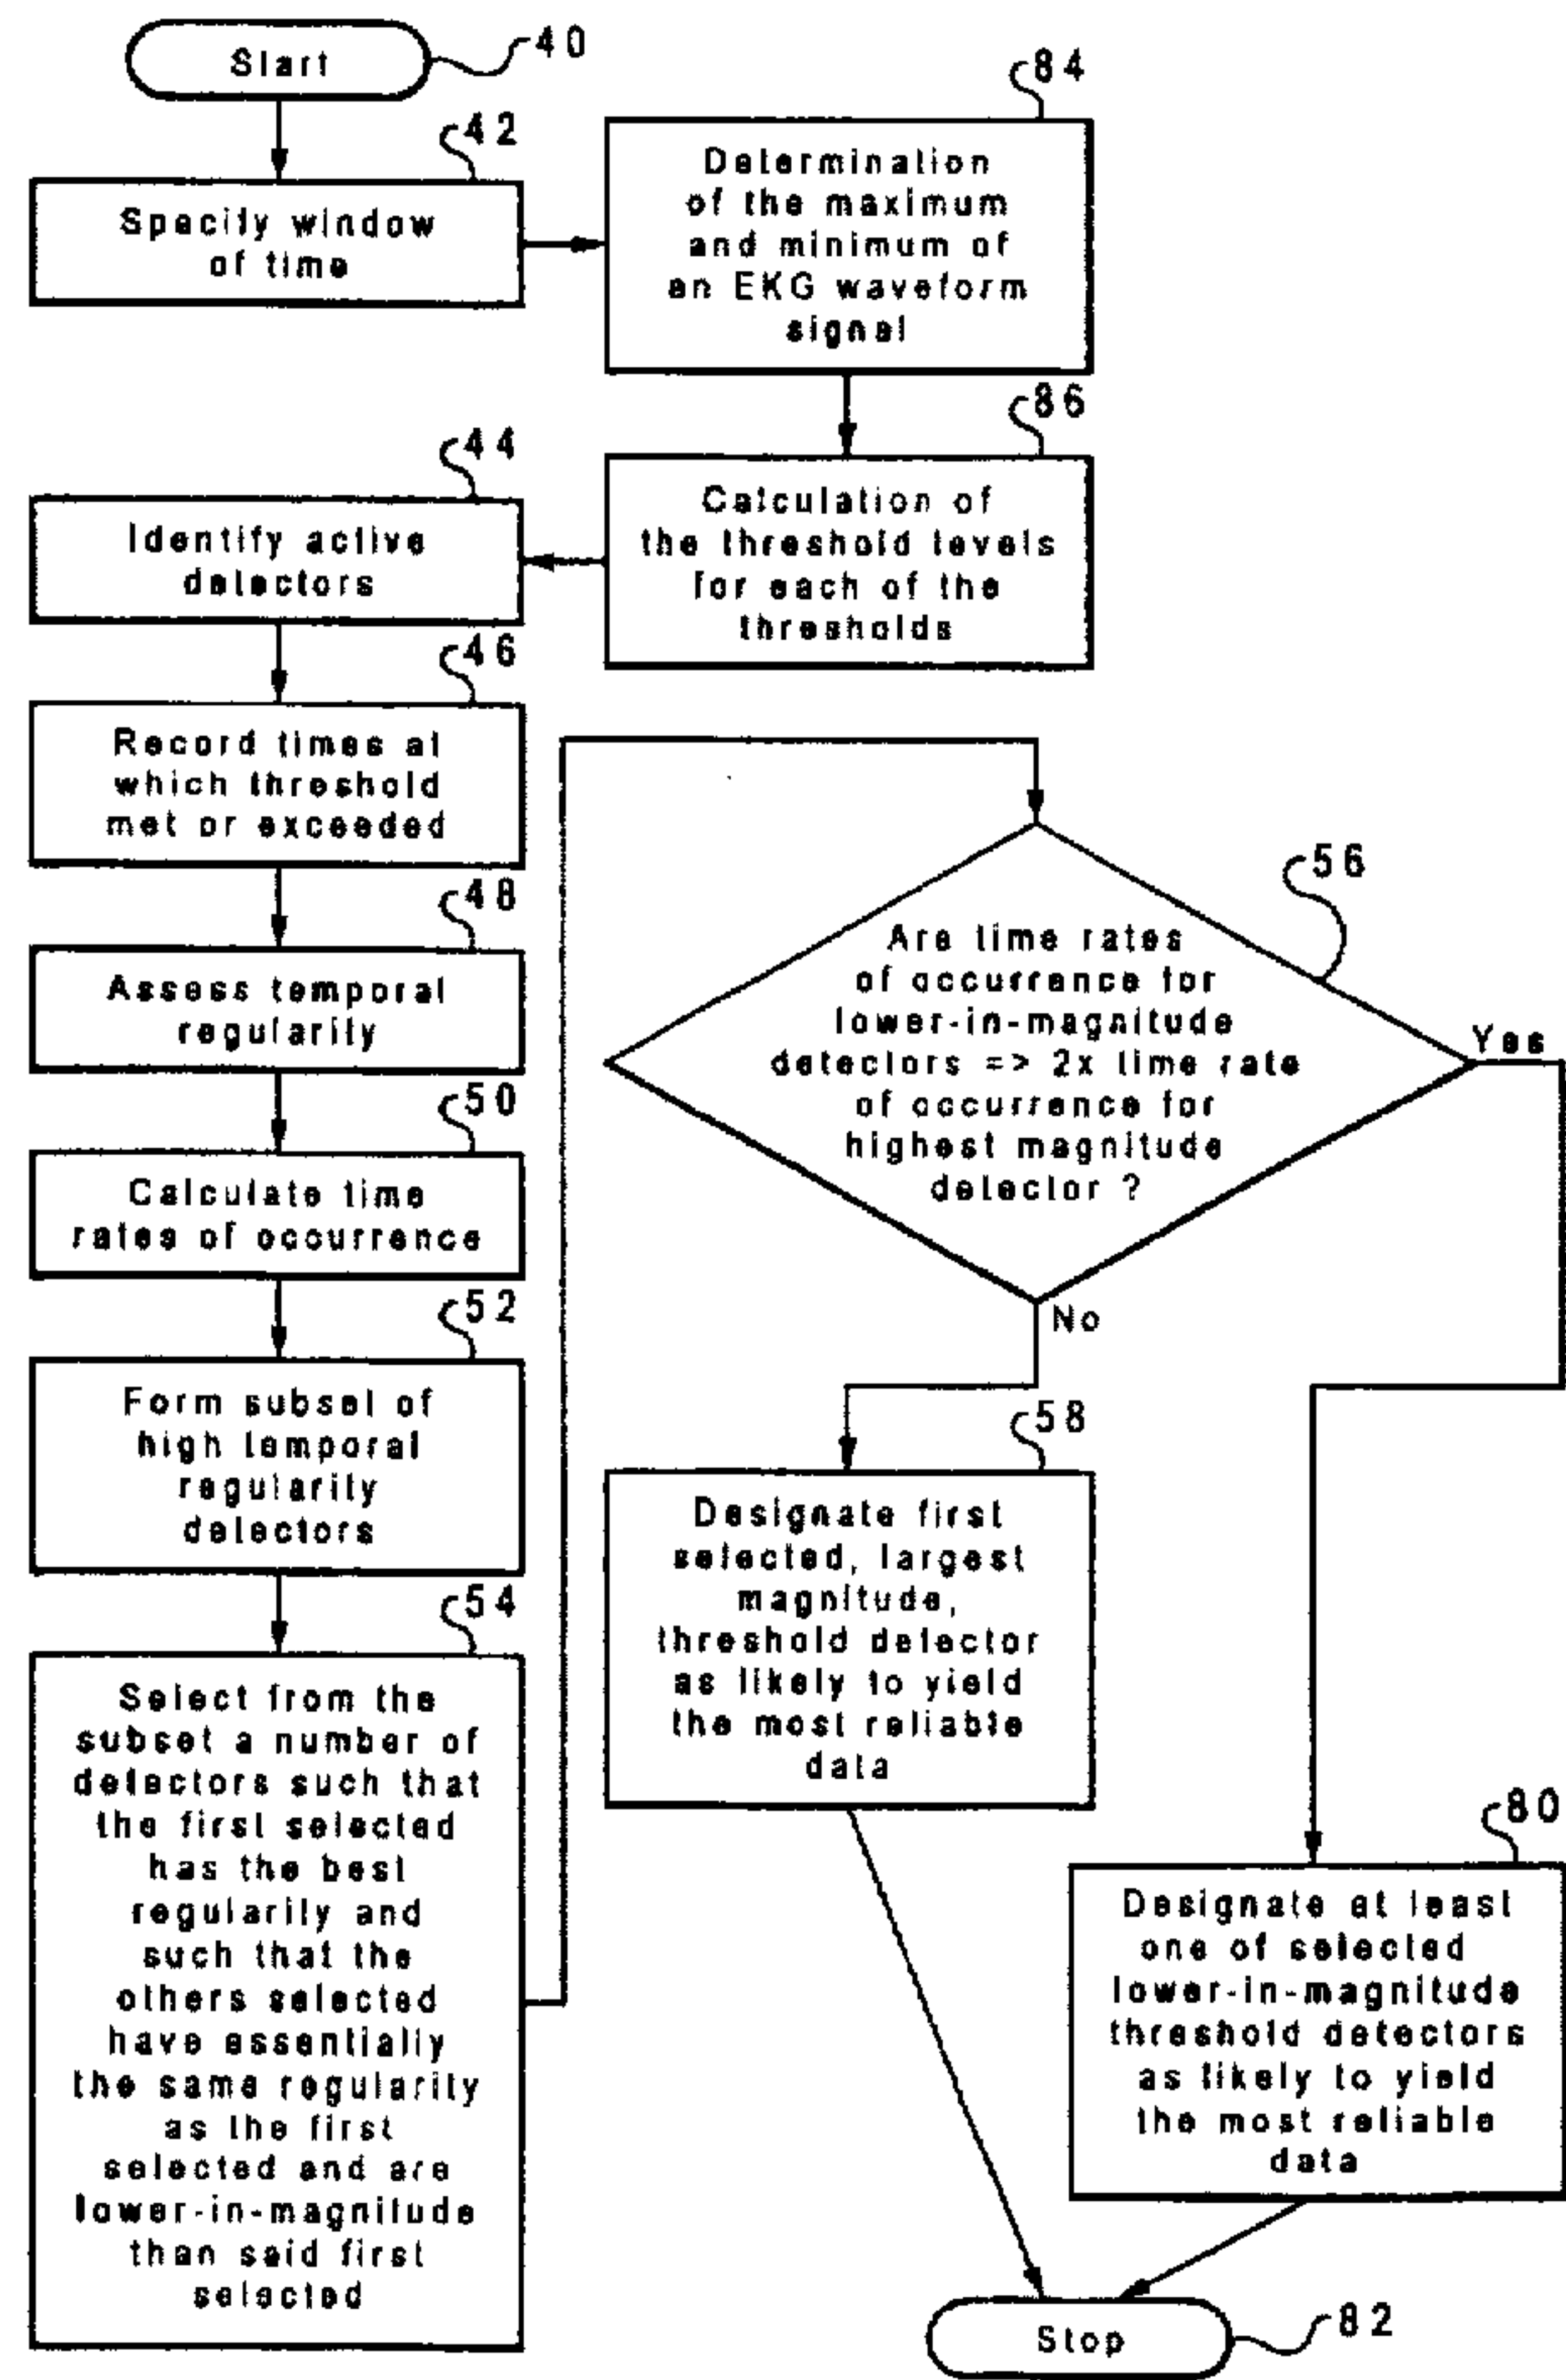 Start
40
42
Specify window
of time
84
Determination
of the maximum
and minimum of
an EKG waveform
signal
86
Calculation of
the threshold levels
for each of the
thresholds
44
Identify active
detectors
46
Record times at
which threshold
met or exceeded
48
Assess temporal
regularity
50
Calculate time
rates of occurrence
52
Form subset of
high temporal
regularity
detectors
54
Select from the
subset a number of
detectors such that
the first selected
has the best
regularity and
such that the
others selected
have essentially
the same regularity
as the first
selected and are
lower-in-magnitude
than said first
selected
56
Are time rates
of occurrence for
lower-in-magnitude
detectors => 2x time rate
of occurrence for
highest magnitude
detector ?
Yes
No
58
Designate first
selected, largest
magnitude,
threshold detector
as likely to yield
the most reliable
data
80
Designate at least
one of selected
lower-in-magnitude
threshold detectors
as likely to yield
the most reliable
data
Stop
82